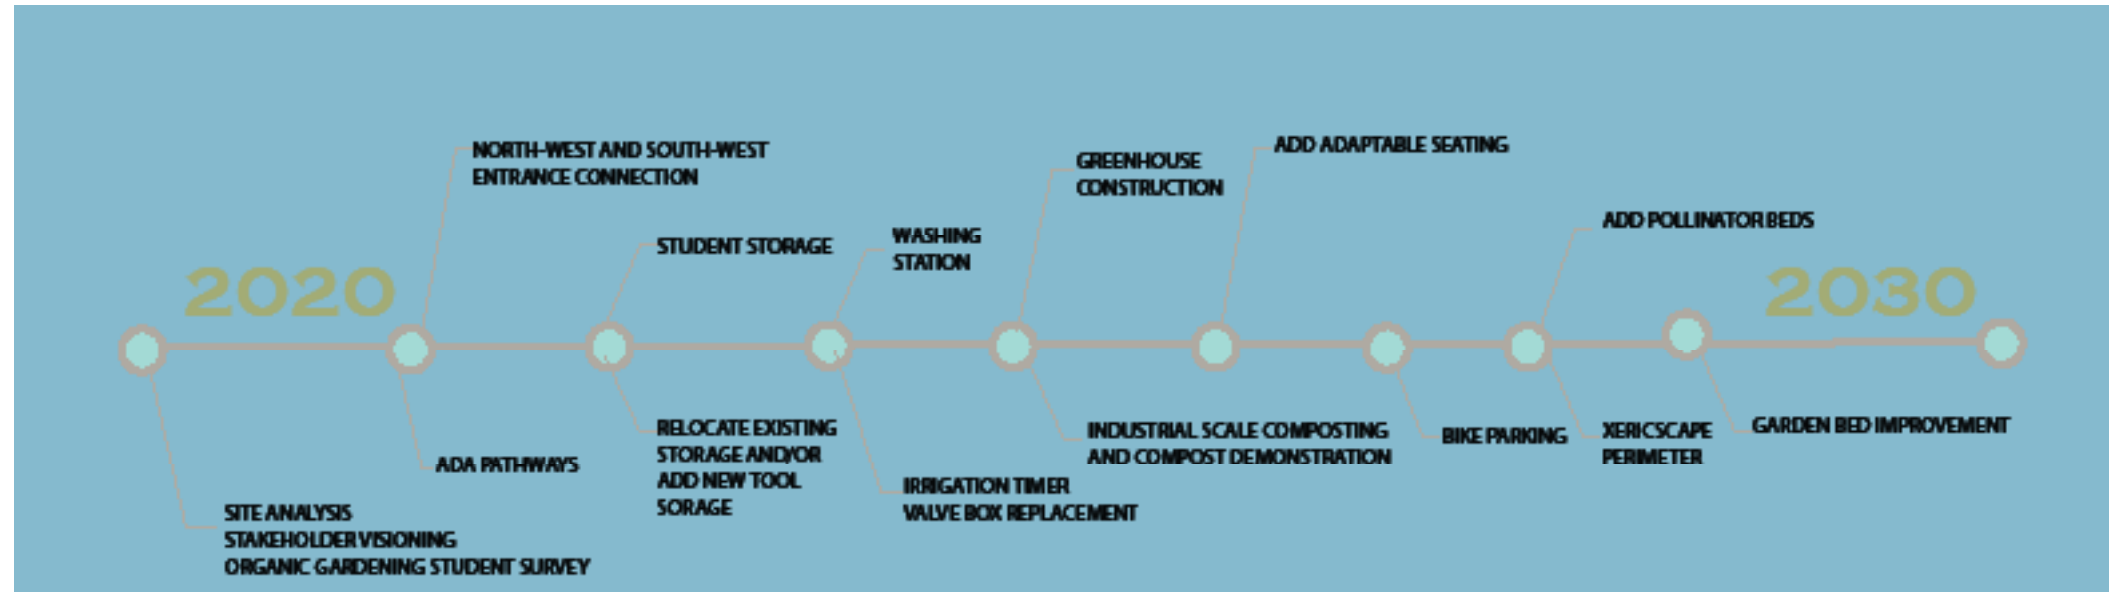 2020
SITE ANALYSIS
STAKEHOLDER VISIONING
ORGANIC GARDENING STUDENT SURVEY
NORTH-WEST AND SOUTH-WEST
ENTRANCE CONNECTION
ADA PATHWAYS
STUDENT STORAGE
RELOCATE EXISTING
STORAGE AND/OR
ADD NEW TOOL
SORAGE
WASHING
STATION
IRRIGATION TIMER
VALVE BOX REPLACEMENT
GREENHOUSE
CONSTRUCTION
INDUSTRIAL SCALE COMPOSTING
AND COMPOST DEMONSTRATION
ADD ADAPTABLE SEATING
BIKE PARKING
ADD POLLINATOR BEDS
XERICSCAPE
PERIMETER
GARDEN BED IMPROVEMENT
2030